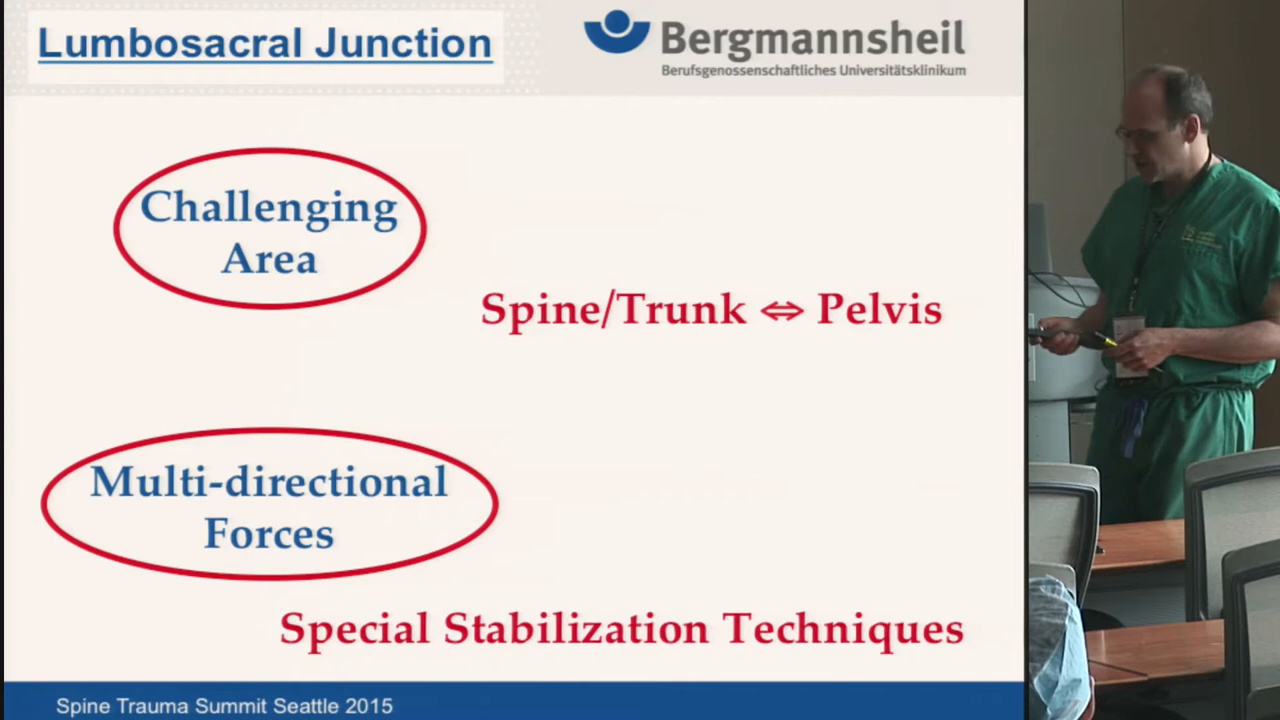 Lumbosacral Junction
Bergmannsheil
Berufsgenossenschaftliches Universitätsklinikum
Challenging
Area
Spine/Trunk ⇔ Pelvis
Multi-directional
Forces
Special Stabilization Techniques
Spine Trauma Summit Seattle 2015